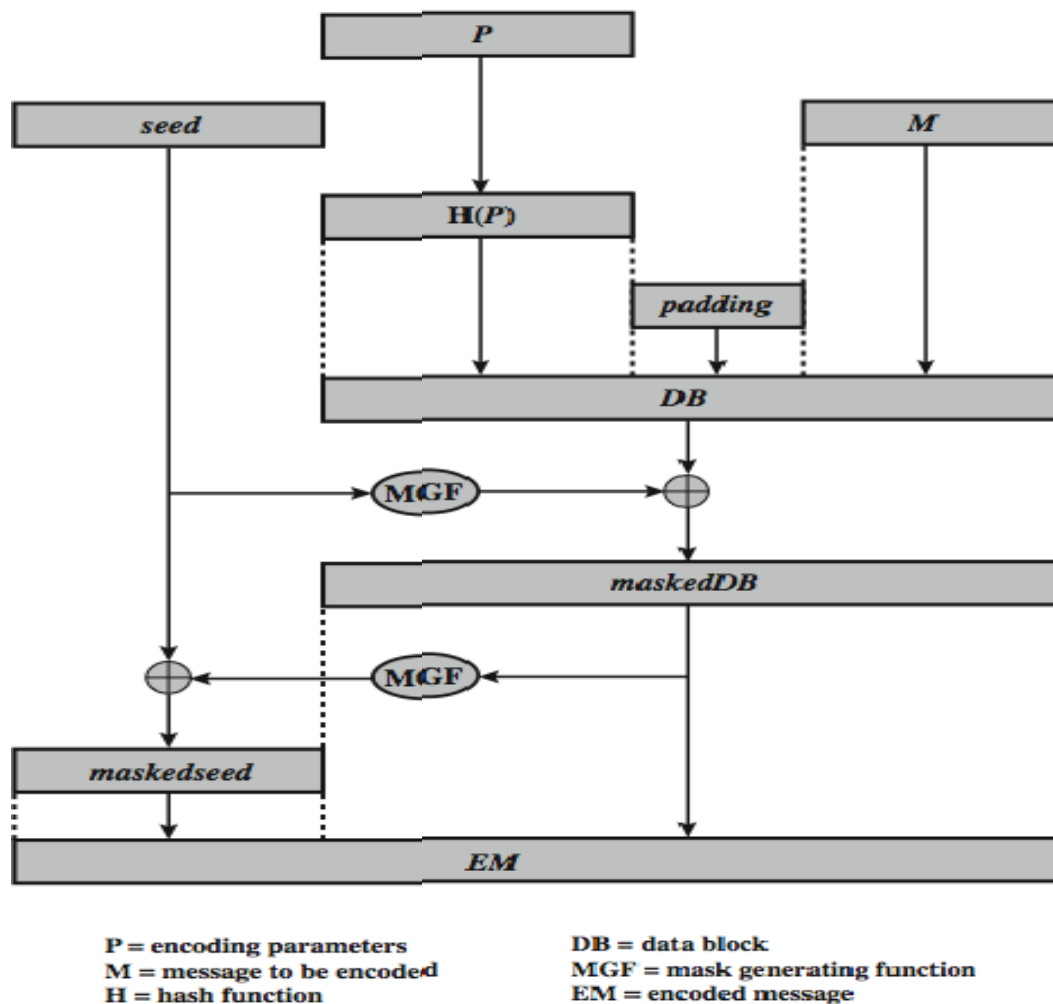 P
seed
M
H(P)
padding
DB
MGF
maskedDB
MGF
maskedseed
EM
P = encoding parameters
M = message to be encoded
H = hash function
DB = data block
MGF = mask generating function
EM = encoded message